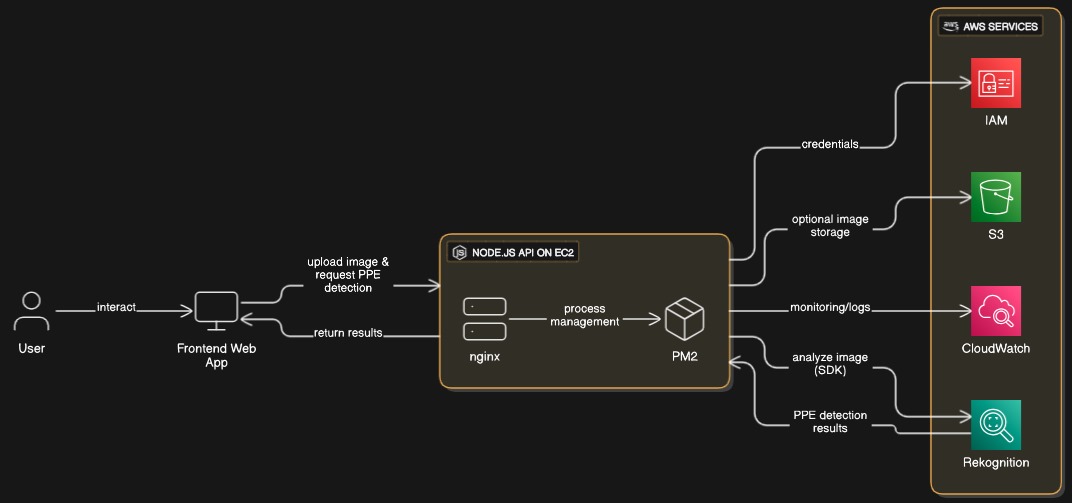 AWS SERVICES
IAM
credentials
S3
optional image
storage
NODE.JS API ON EC2
upload image &
request PPE
detection
interact
User
Frontend Web
App
return results
nginx
process
management
PM2
monitoring/logs
CloudWatch
analyze image
(SDK)
PPE detection
results
Rekognition